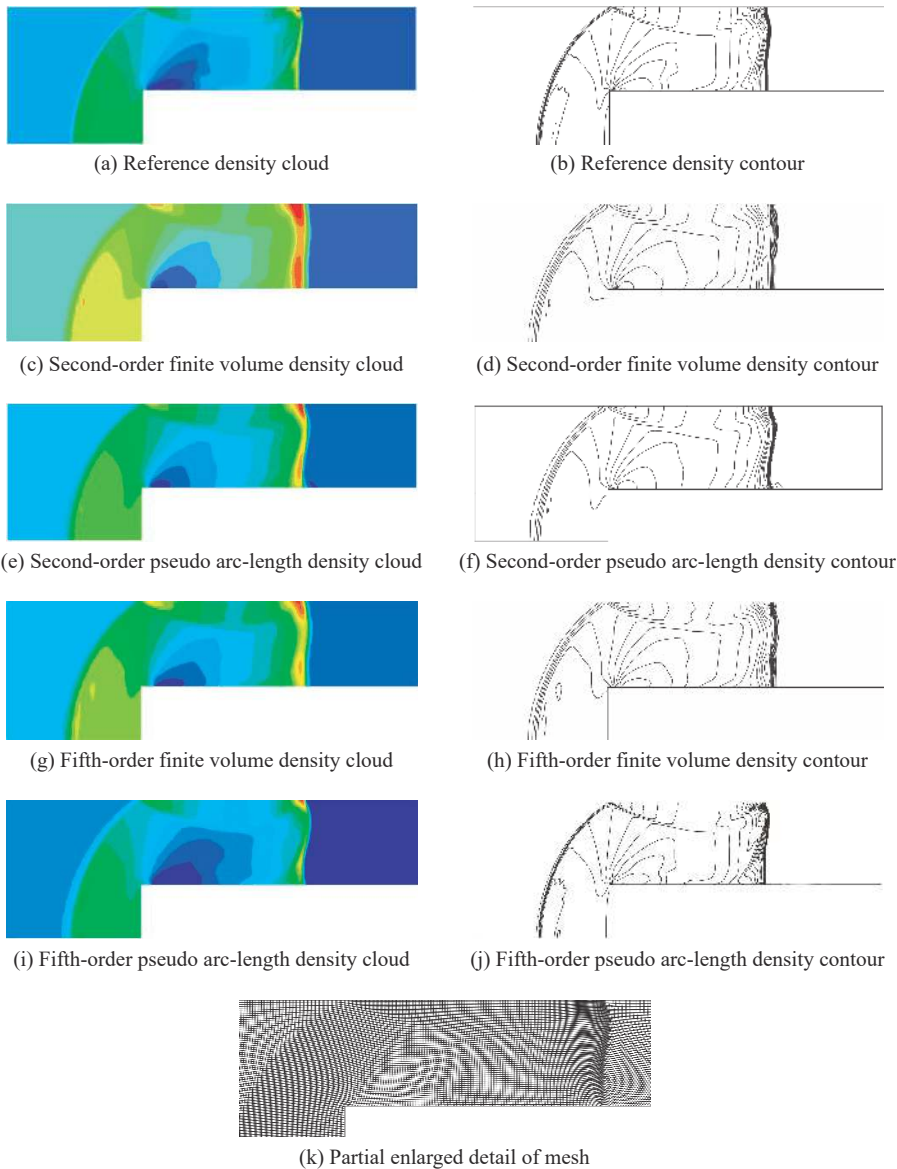 (a) Reference density cloud
(b) Reference density contour
(c) Second-order finite volume density cloud
(d) Second-order finite volume density contour
(e) Second-order pseudo arc-length density cloud
(f) Second-order pseudo arc-length density contour
(g) Fifth-order finite volume density cloud
(h) Fifth-order finite volume density contour
(i) Fifth-order pseudo arc-length density cloud
(j) Fifth-order pseudo arc-length density contour
(k) Partial enlarged detail of mesh